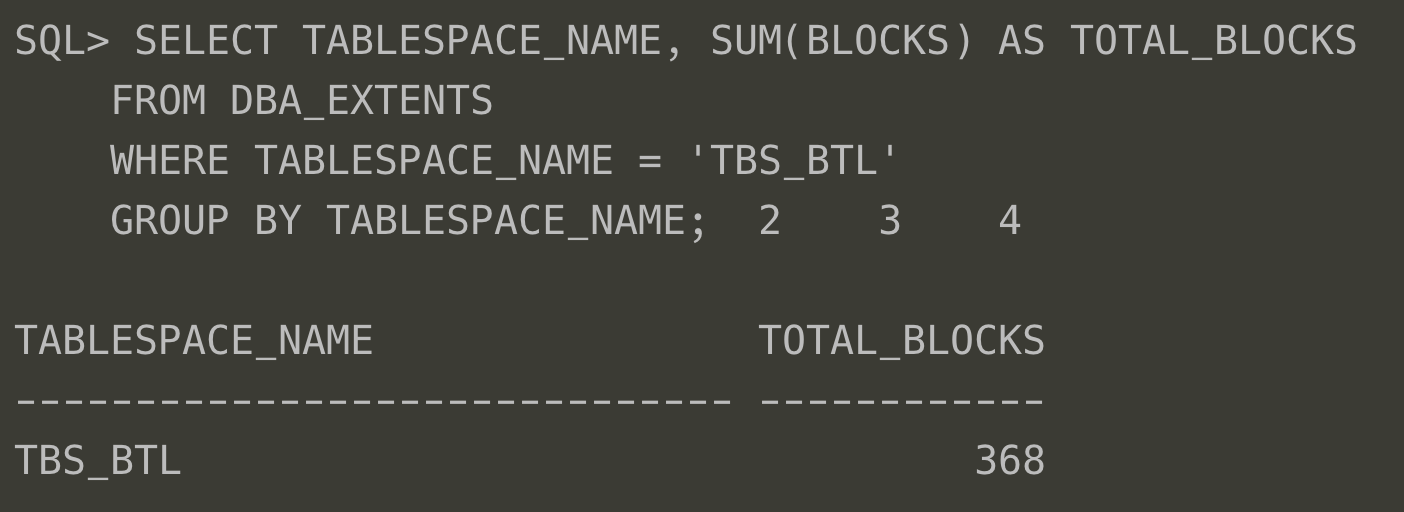 SQL> SELECT TABLESPACE_NAME, SUM(BLOCKS) AS TOTAL_BLOCKS
    FROM DBA_EXTENTS
    WHERE TABLESPACE_NAME = 'TBS_BTL'
    GROUP BY TABLESPACE_NAME;  2    3    4

TABLESPACE_NAME                TOTAL_BLOCKS
------------------------------ ------------
TBS_BTL                                 368